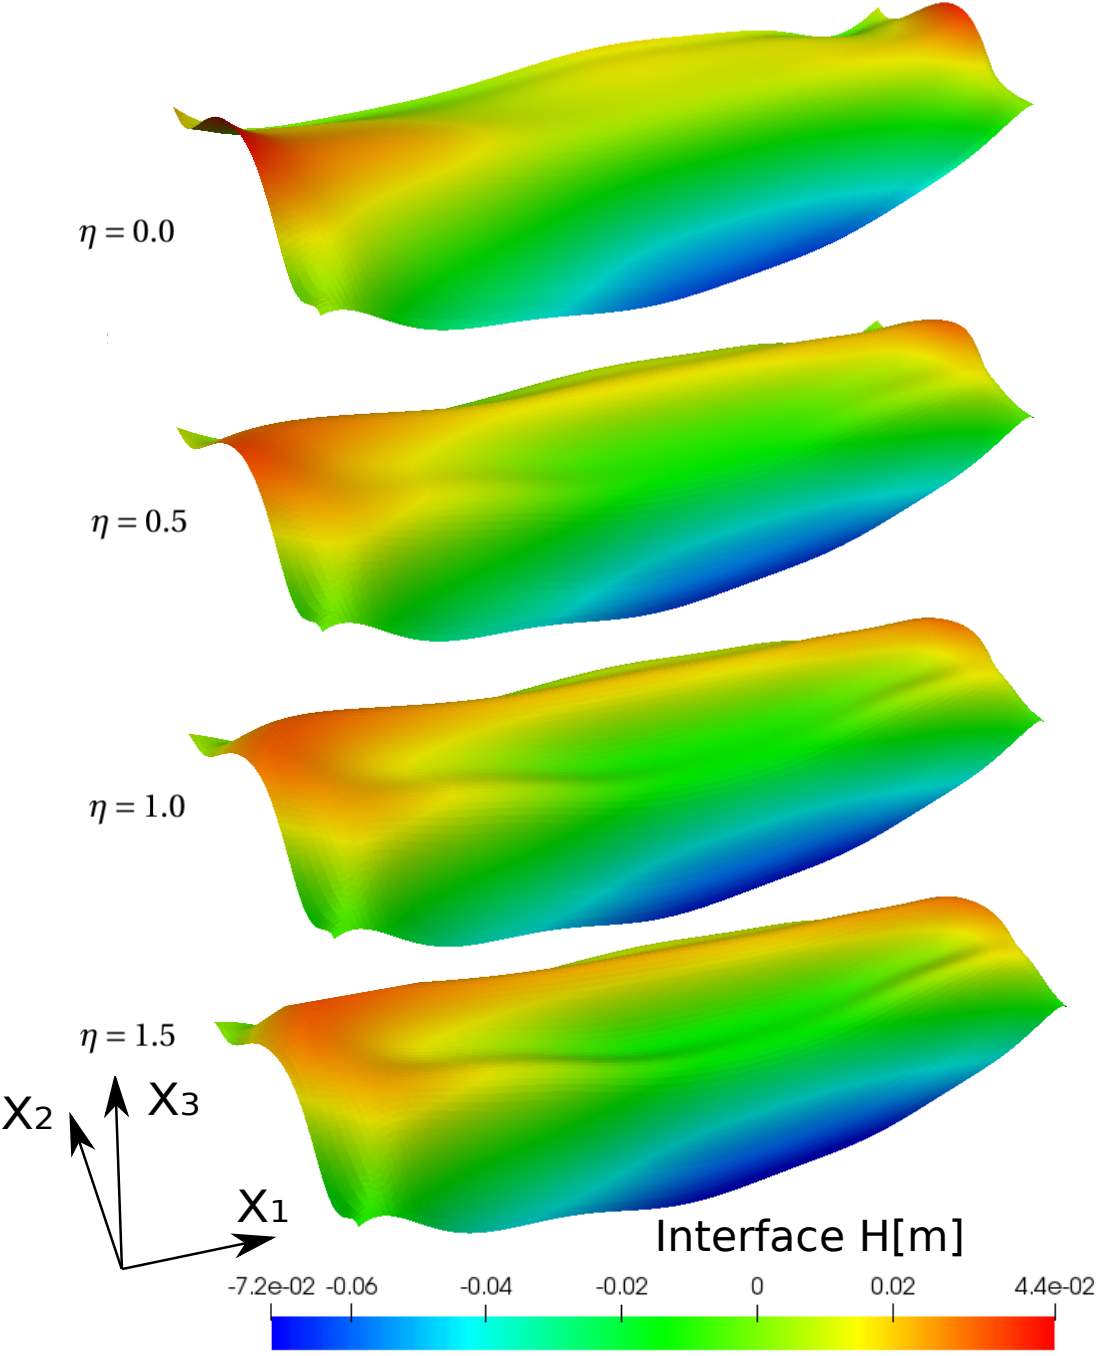 η = 0.0
η = 0.5
η = 1.0
η = 1.5
X2 X3
X1
Interface H[m]
-7.2e-02 -0.06 -0.04 -0.02 0 0.02 4.4e-02